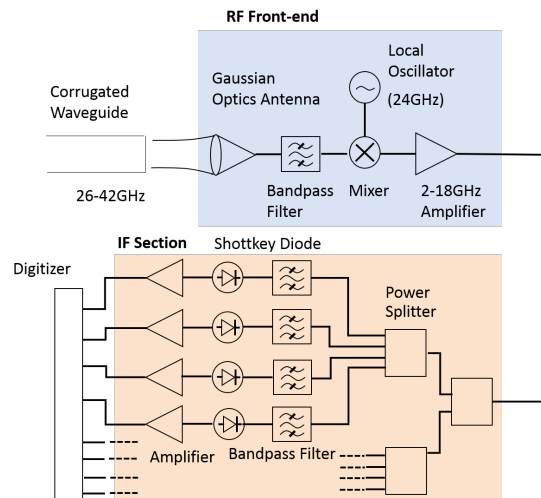 RF Front-end
Local
Oscillator
(24GHz)
Gaussian
Optics Antenna
Corrugated
Waveguide
26-42GHz
Bandpass
Filter
Mixer
2-18GHz
Amplifier
IF Section
Shottkey Diode
Digitizer
Power
Splitter
Amplifier
Bandpass Filter